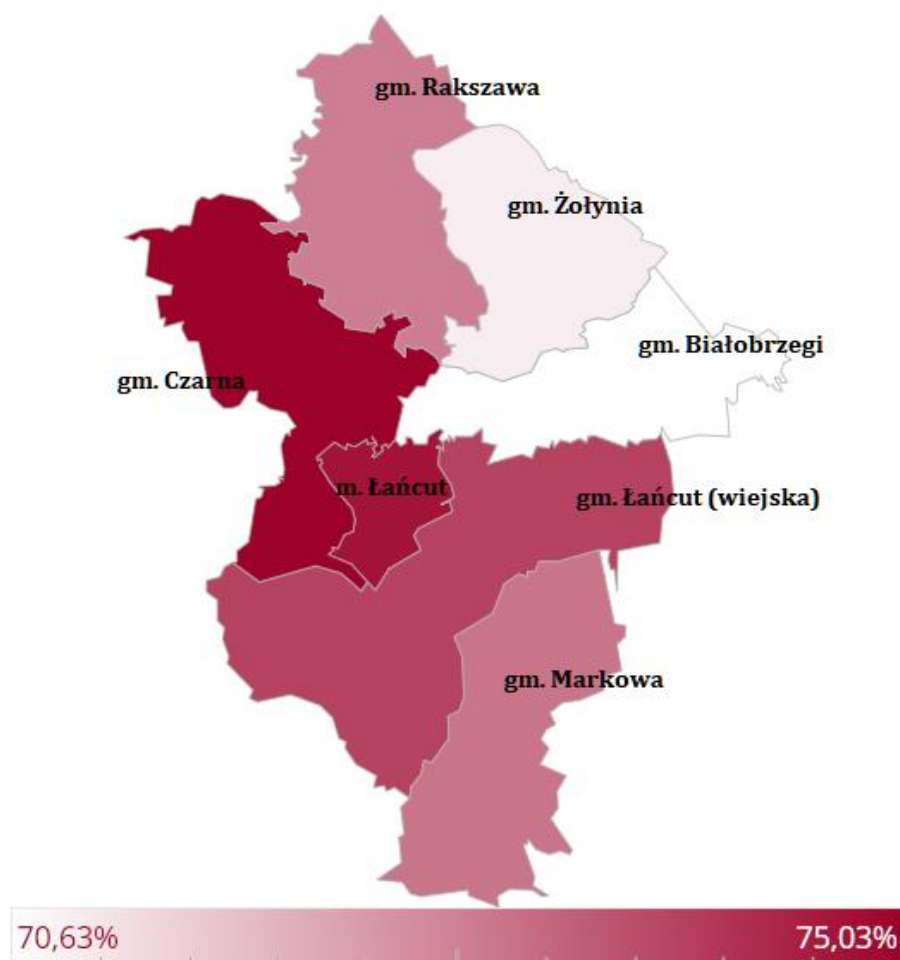 gm. Rakszawa
gm. Żołynia
gm. Białobrzegi
gm. Czarna
m. Łańcut
gm. Łańcut (wiejska)
gm. Markowa
70,63%
75,03%